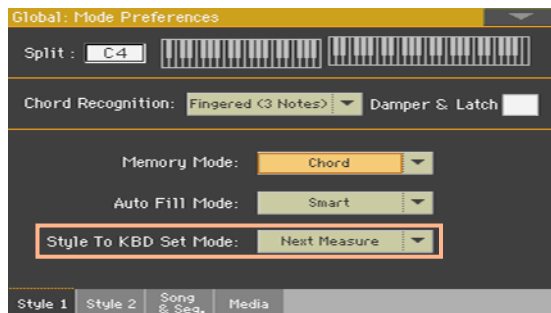 Global: Mode Preferences
Split : C4
Chord Recognition: Fingered (3 Notes) Damper & Latch
Memory Mode: Chord
Auto Fill Mode: Smart
Style To KBD Set Mode: Next Measure
Style 1 Style 2 Song & Seq. Media